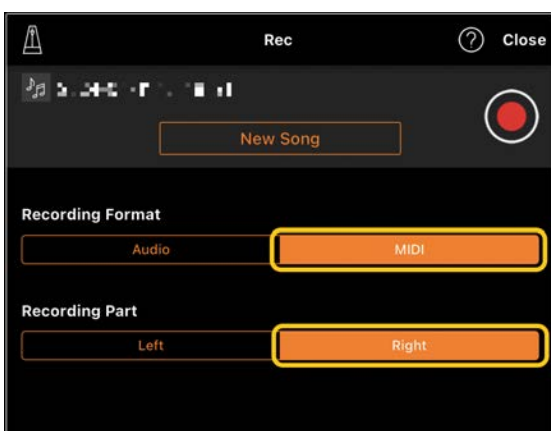 Rec
? Close
New Song
Recording Format
Audio MIDI
Recording Part
Left Right